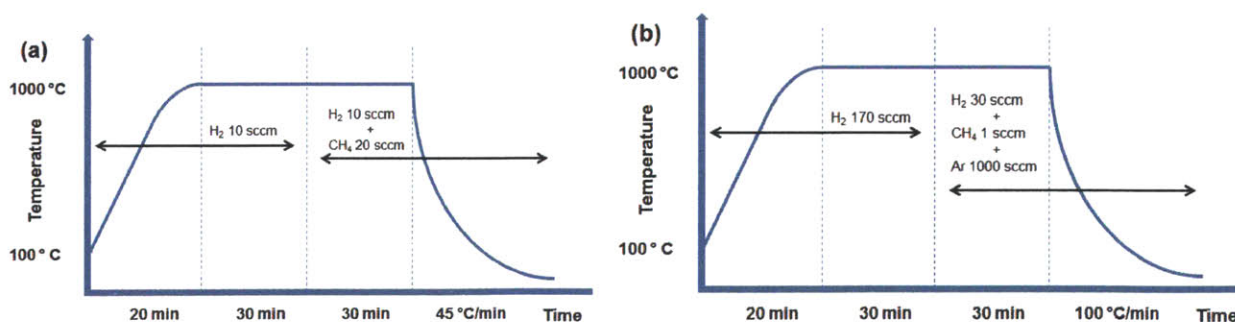 (a)
1000 °C
H₂ 10 sccm
H₂ 10 sccm
+
CH₄ 20 sccm
Temperature
100 ° C
20 min 30 min 30 min 45 °C/min Time
(b)
1000 °C
H₂ 170 sccm
H₂ 30 sccm
+
CH₄ 1 sccm
+
Ar 1000 sccm
Temperature
100 ° C
20 min 30 min 30 min 100 °C/min Time